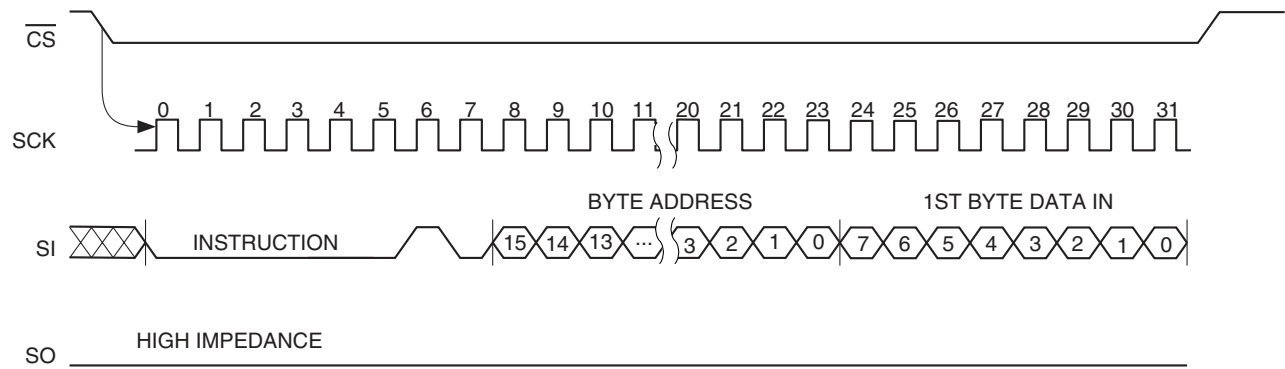 CS
0 1 2 3 4 5 6 7 8 9 10 11 20 21 22 23 24 25 26 27 28 29 30 31
SCK
BYTE ADDRESS 1ST BYTE DATA IN
SI INSTRUCTION 15 14 13 ... 3 2 1 0 7 6 5 4 3 2 1 0
HIGH IMPEDANCE
SO